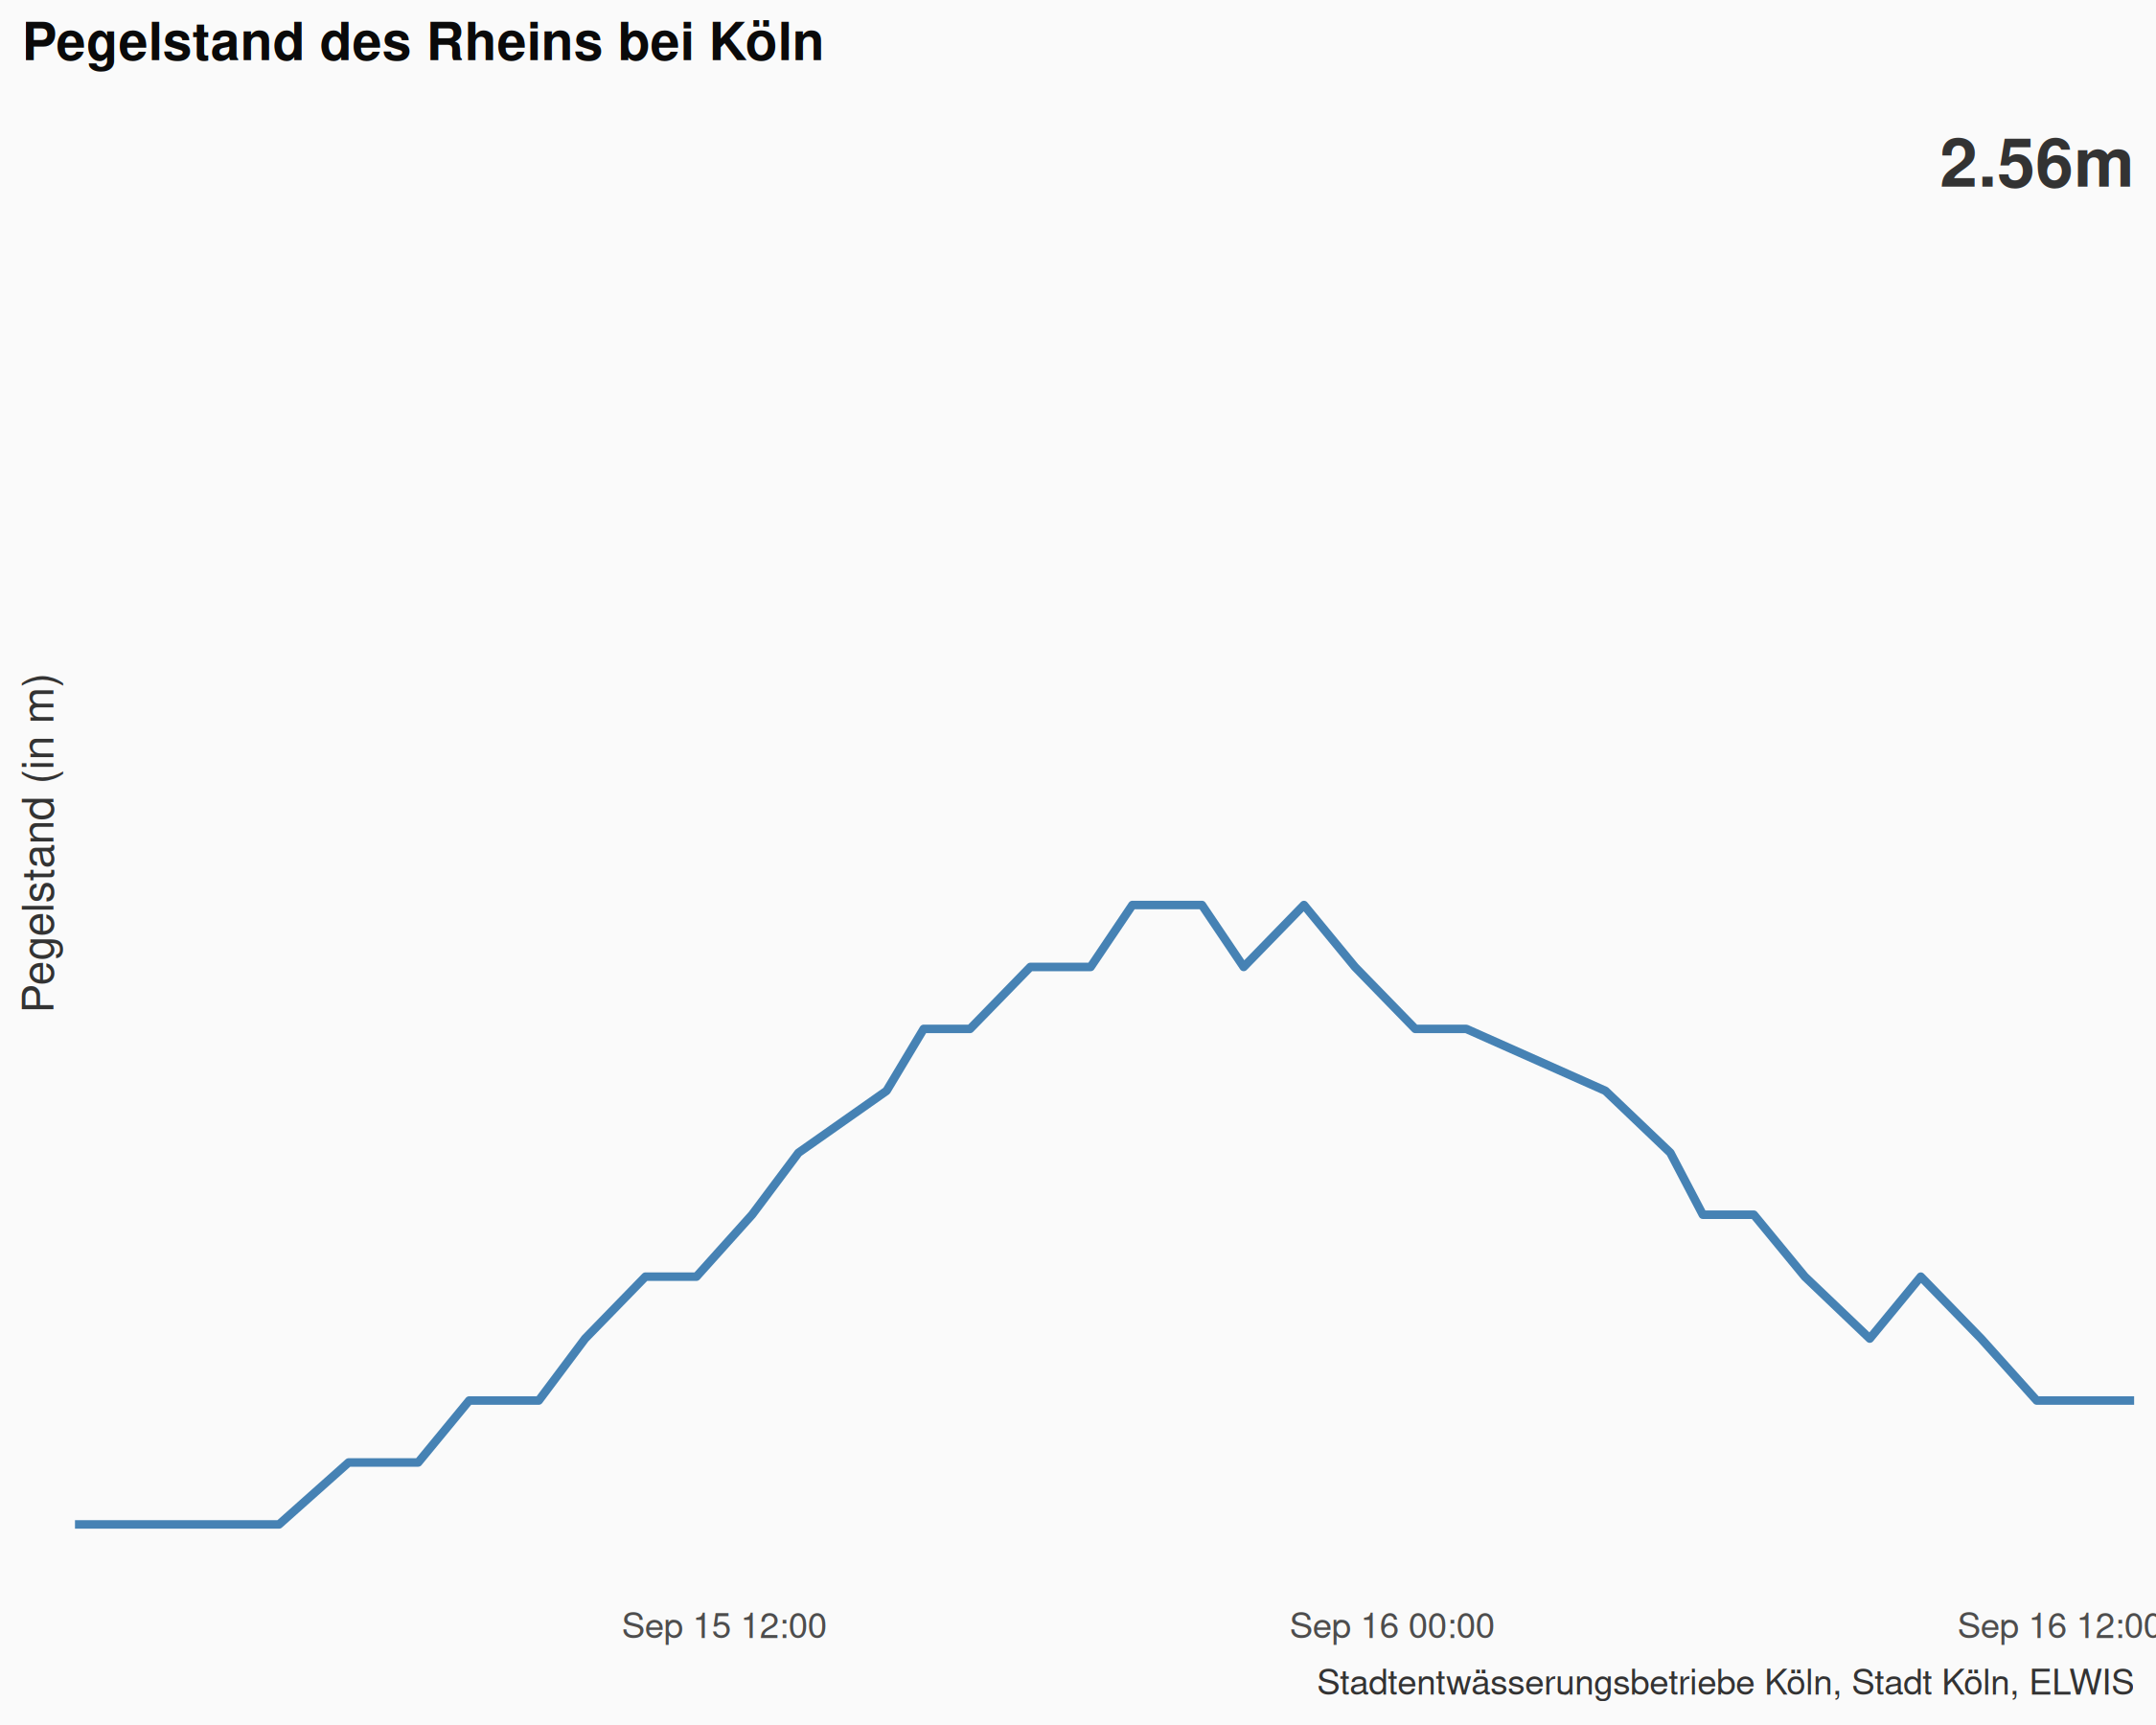 Pegelstand des Rheins bei Köln
2.56m
Pegelstand (in m)
Sep 15 12:00
Sep 16 00:00
Sep 16 12:00
Stadtentwässerungsbetriebe Köln, Stadt Köln, ELWIS